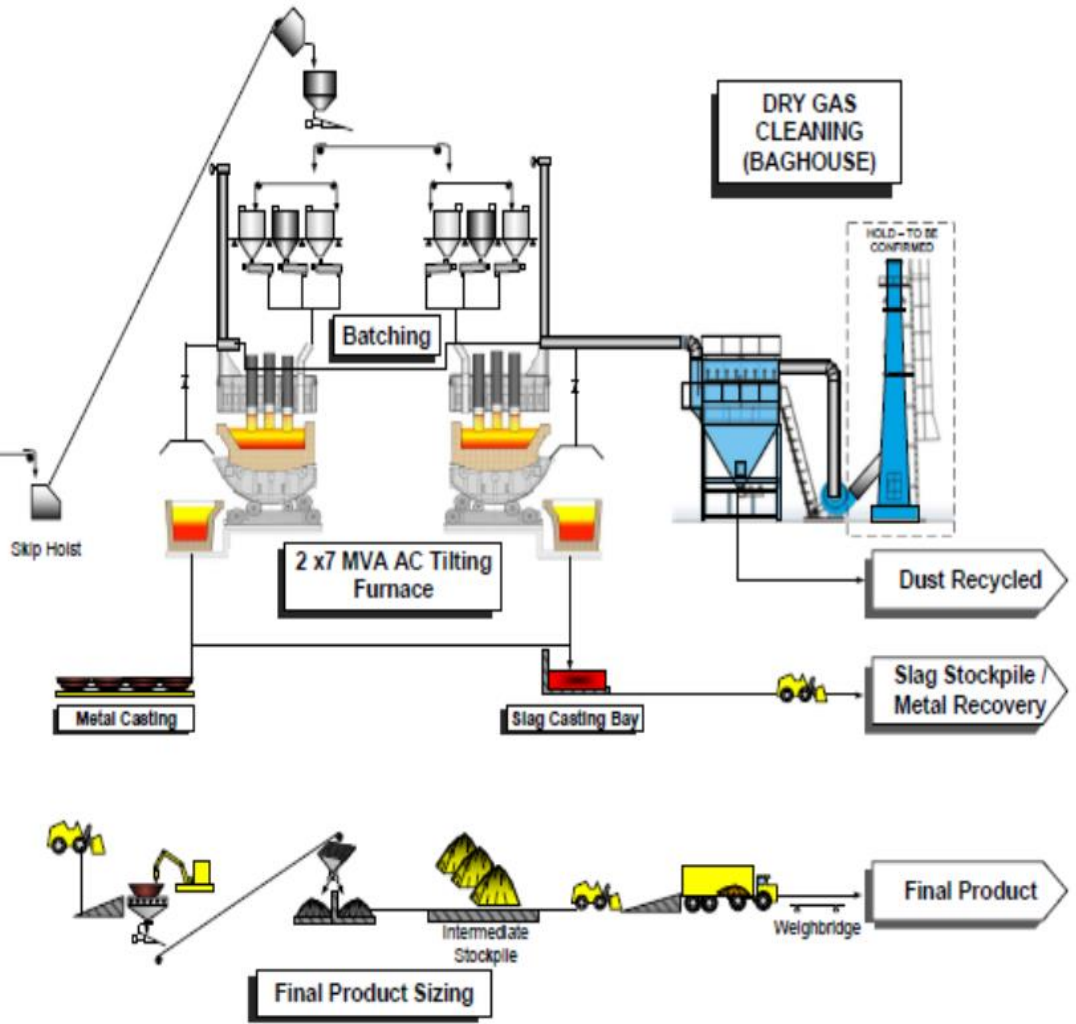 DRY GAS
CLEANING
(BAGHOUSE)
HOLD – TO BE
CONFIRMED
Batching
Skip Hoist
2 x7 MVA AC Tilting
Furnace
Dust Recycled
Slag Stockpile /
Metal Recovery
Metal Casting
Slag Casting Bay
Final Product
Weighbridge
Intermediate
Stockpile
Final Product Sizing